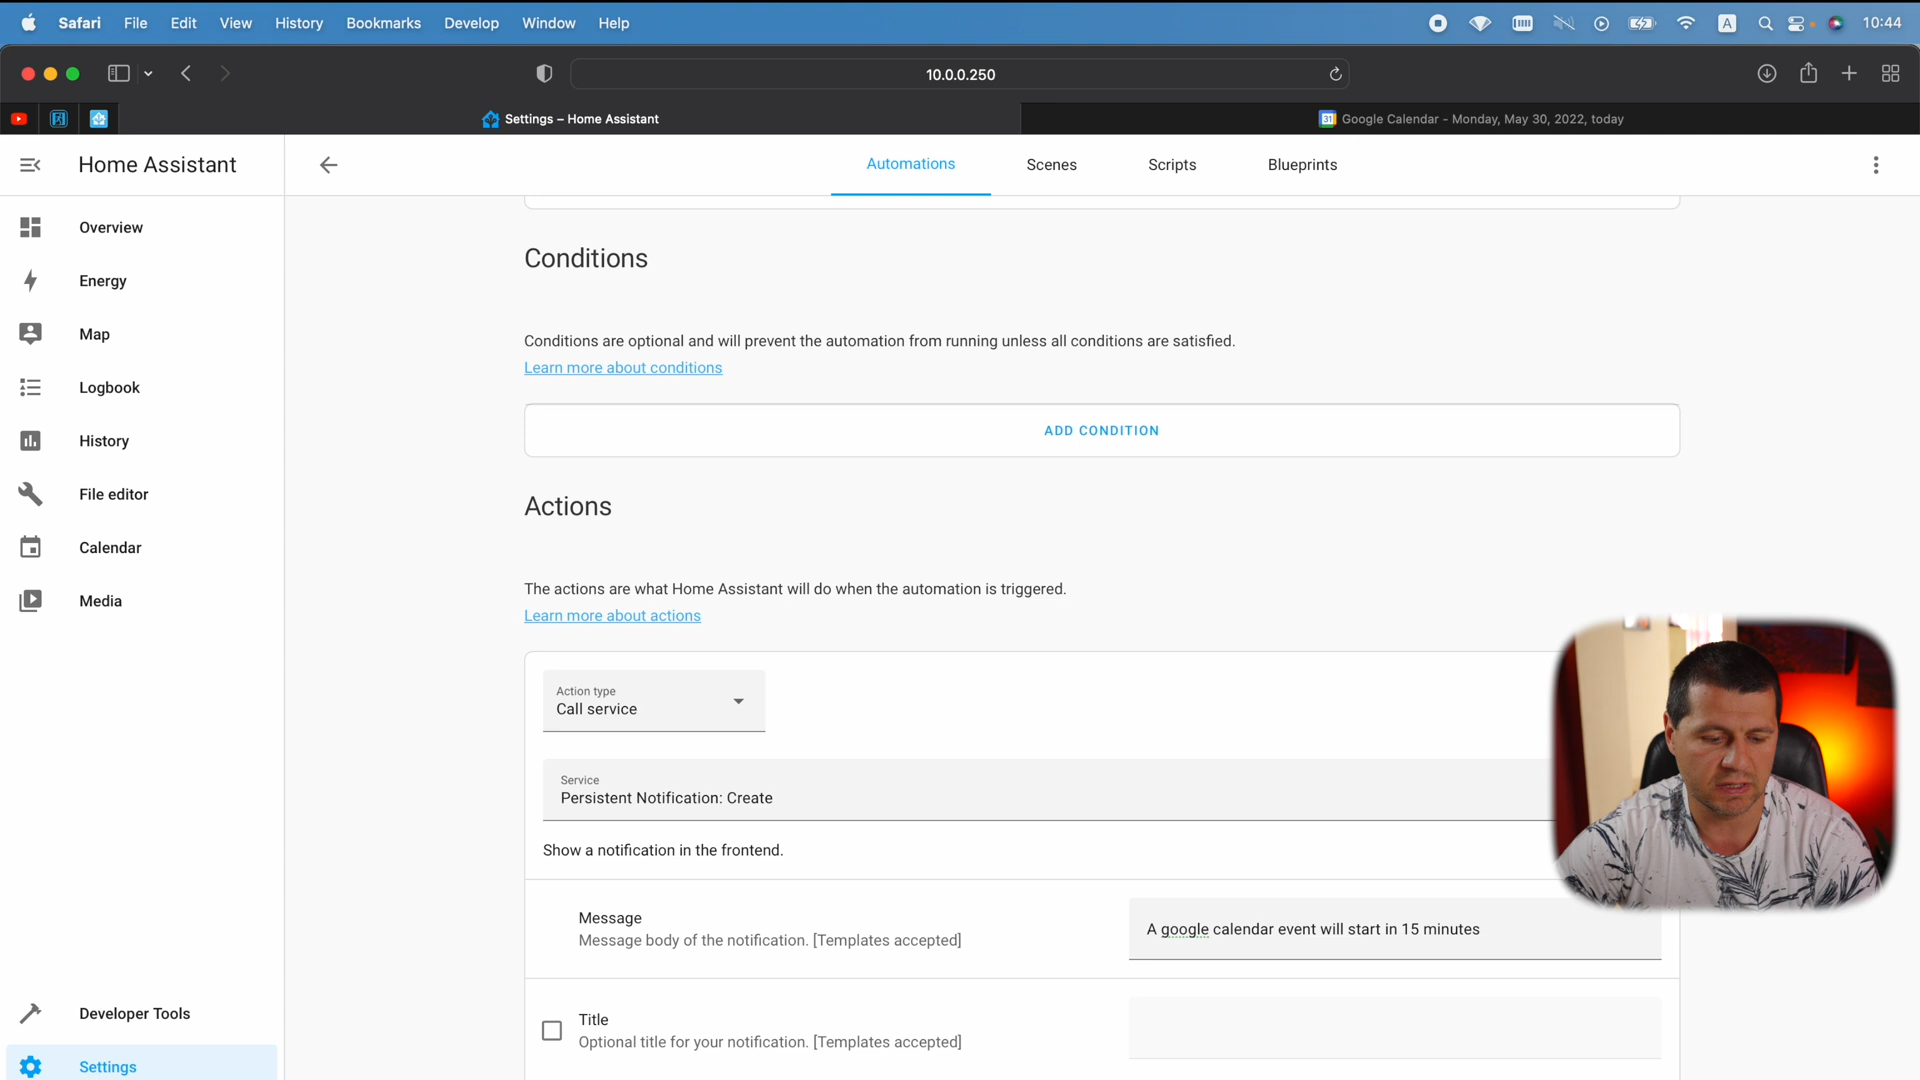 Safari File Edit View History Bookmarks Develop Window Help
A
10:44
10.0.0.250
Settings – Home Assistant
31 Google Calendar - Monday, May 30, 2022, today
Home Assistant
Automations Scenes Scripts Blueprints
Overview
Energy
Map
Logbook
History
File editor
Calendar
Media
Developer Tools
Settings
Conditions
Conditions are optional and will prevent the automation from running unless all conditions are satisfied.
Learn more about conditions
ADD CONDITION
Actions
The actions are what Home Assistant will do when the automation is triggered.
Learn more about actions
Action type
Call service
Service
Persistent Notification: Create
Show a notification in the frontend.
Message
Message body of the notification. [Templates accepted]
A google calendar event will start in 15 minutes
Title
Optional title for your notification. [Templates accepted]